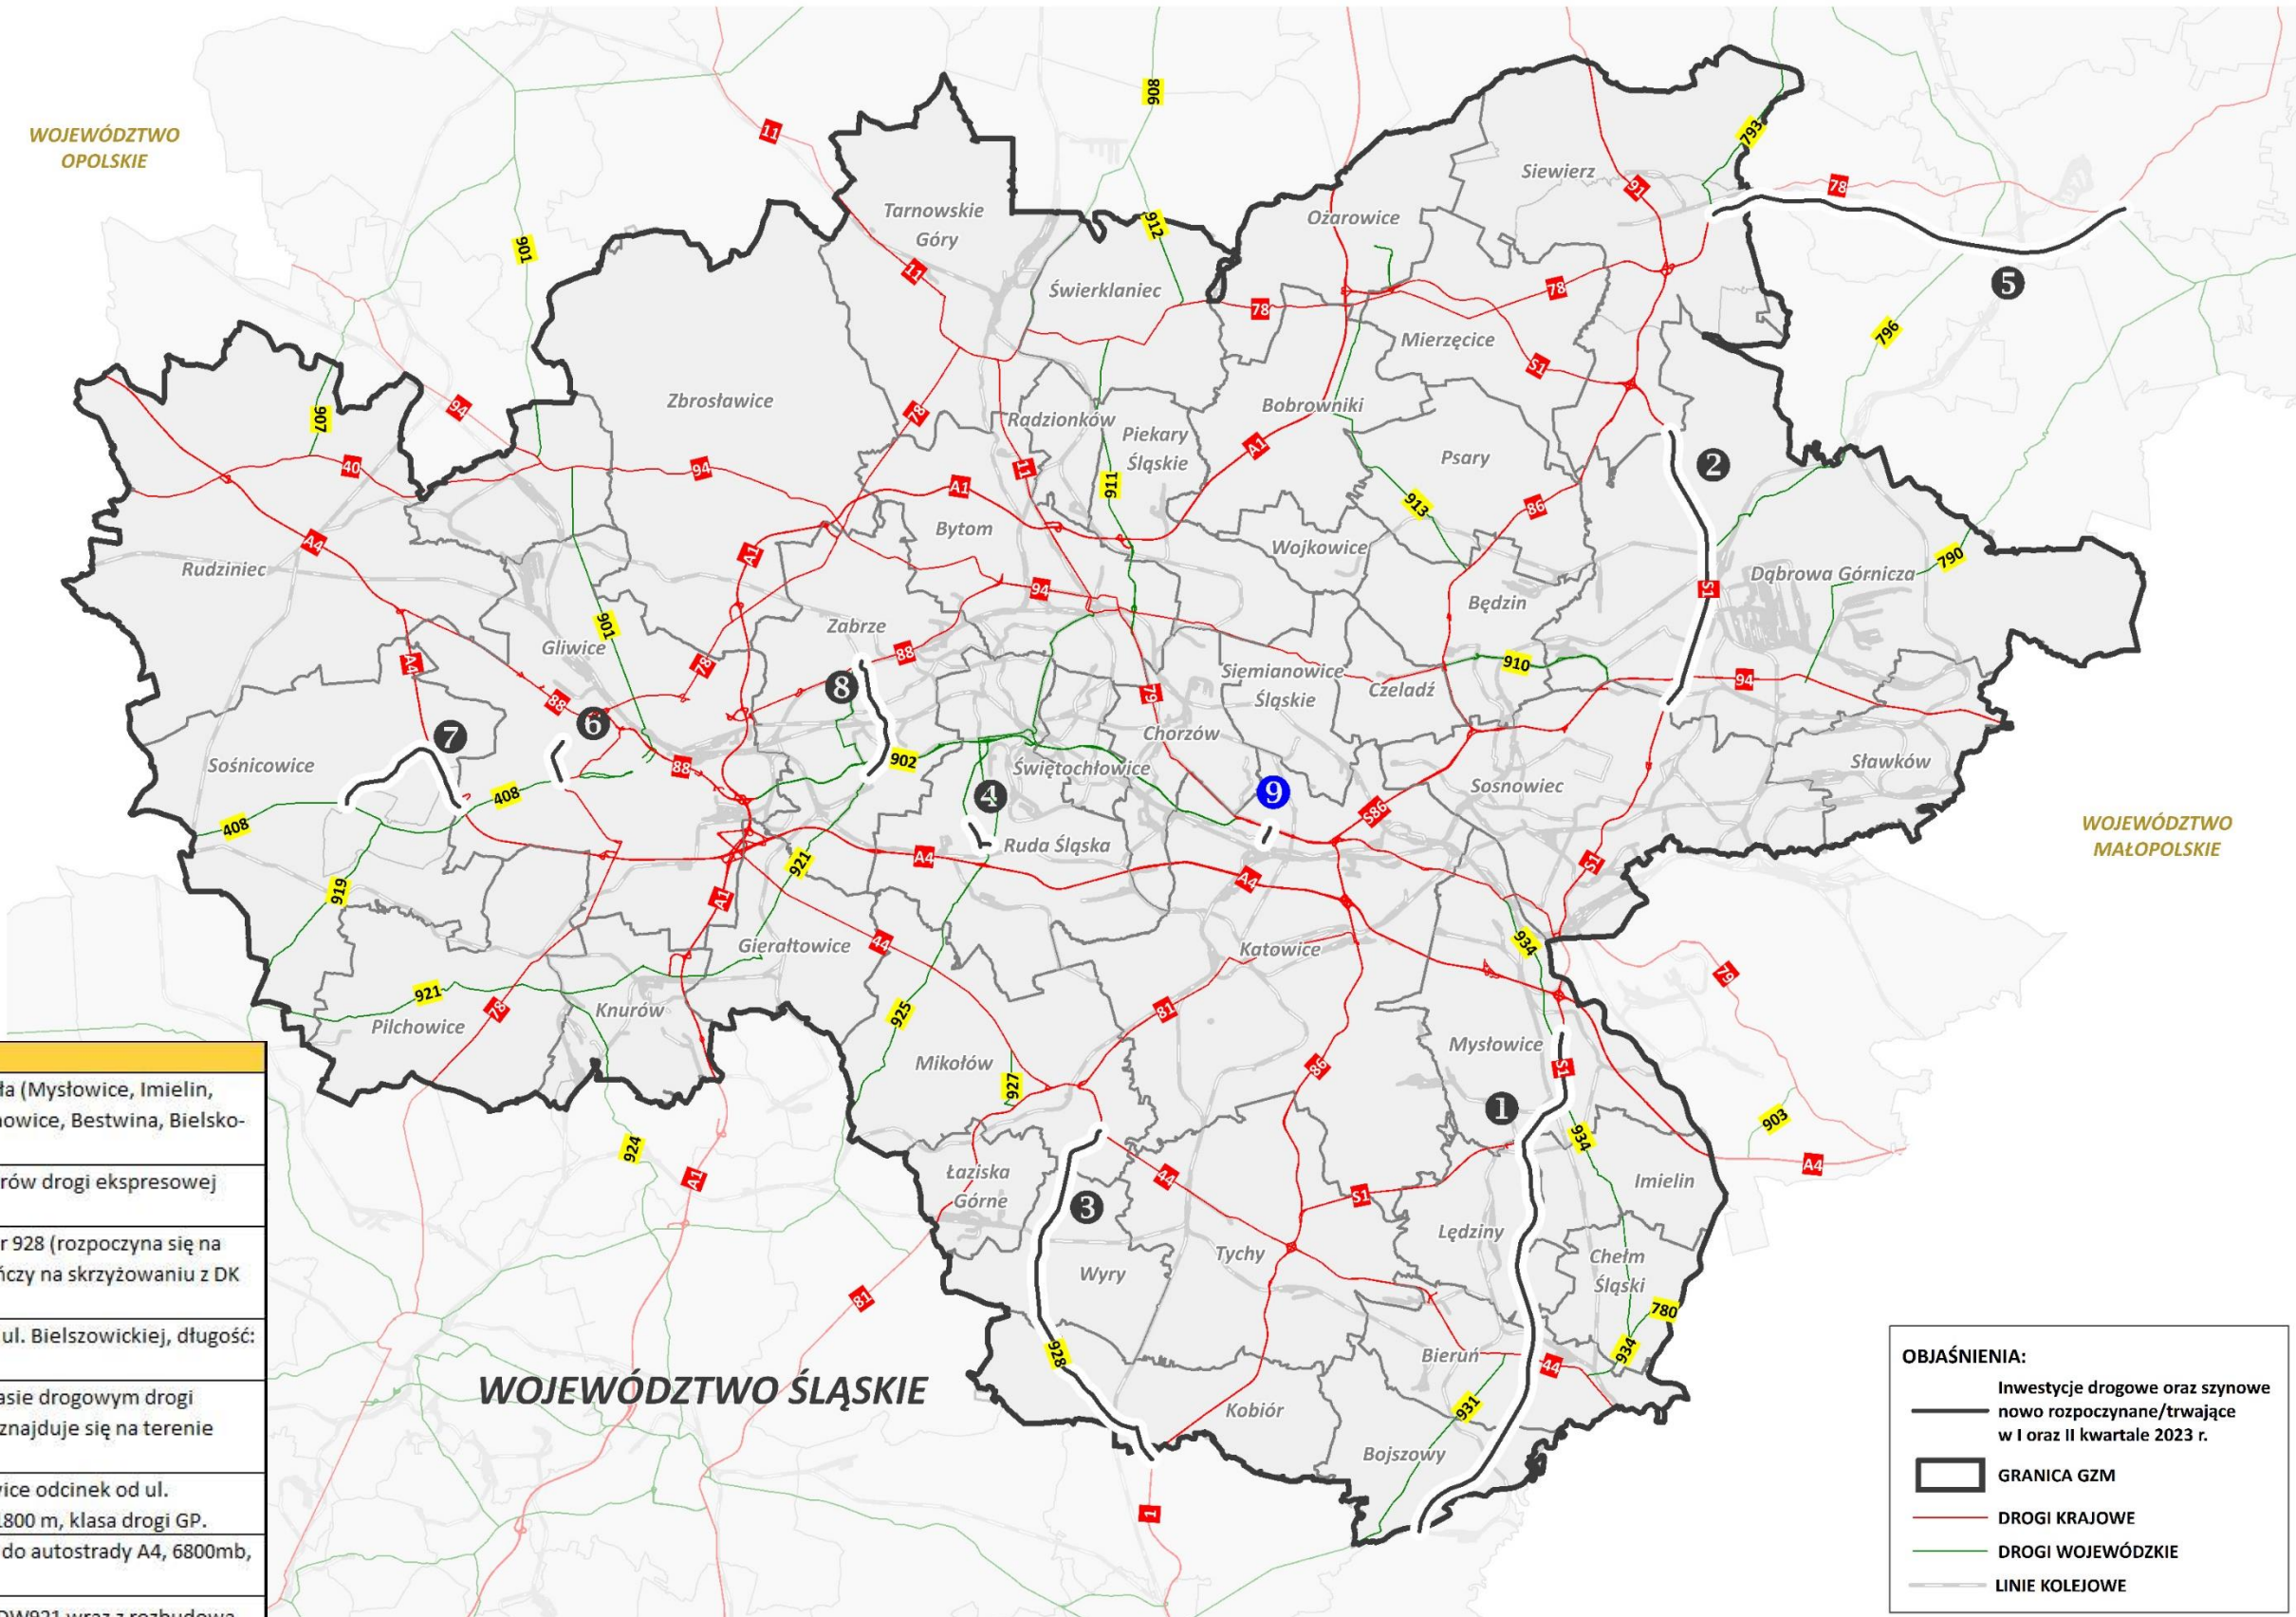 WOJEWÓDZTWO
OPOLSKIE
WOJEWÓDZTWO
MAŁOPOLSKIE
WOJEWÓDZTWO ŚLĄSKIE
908
11
793
78
Siewierz
91
Tarnowskie
Góry
Ożarowice
912
901
11
Świerklaniec
78
78
5
796
Mierzęcice
S1
907
94
Zbrosławice
78
Radzionków
Bobrowniki
Piekary
Śląskie
A1
Psary
2
40
94
A1
11
911
913
86
Bytom
A4
A1
Wojkowice
790
Rudziniec
94
Dąbrowa Górnicza
S1
Będzin
901
Zabrze
Gliwice
88
A4
78
910
Siemianowice
Śląskie
Czeladź
94
8
79
88
6
7
Chorzów
Sośnicowice
88
902
Świętochłowice
Sławków
408
4
9
Sosnowiec
408
S86
Ruda Śląska
A4
921
S1
A4
919
A1
Gierałtowice
44
Katowice
934
79
921
78
Knurów
925
81
Pilchowice
Mysłowice
Mikołów
86
S1
927
1
903
924
934
A4
A1
Łaziska
Górne
44
Imielin
3
S1
Lędziny
Tychy
Chełm
Śląski
Wyry
81
780
928
Bieruń
934
44
Kobiór
931
Bojszowy
1
ła (Mysłowice, Imielin,
nowice, Bestwina, Bielsko-
rów drogi ekspresowej
r 928 (rozpoczyna się na
ńczy na skrzyżowaniu z DK
ul. Bielszowickiej, długość:
asie drogowym drogi
znajduje się na terenie
vice odcinek od ul.
1800 m, klasa drogi GP.
do autostrady A4, 6800mb,
DW921 wraz z rozbudową
OBJAŚNIENIA:
Inwestycje drogowe oraz szynowe
nowo rozpoczynane/trwające
w I oraz II kwartale 2023 r.
GRANICA GZM
DROGI KRAJOWE
DROGI WOJEWÓDZKIE
LINIE KOLEJOWE